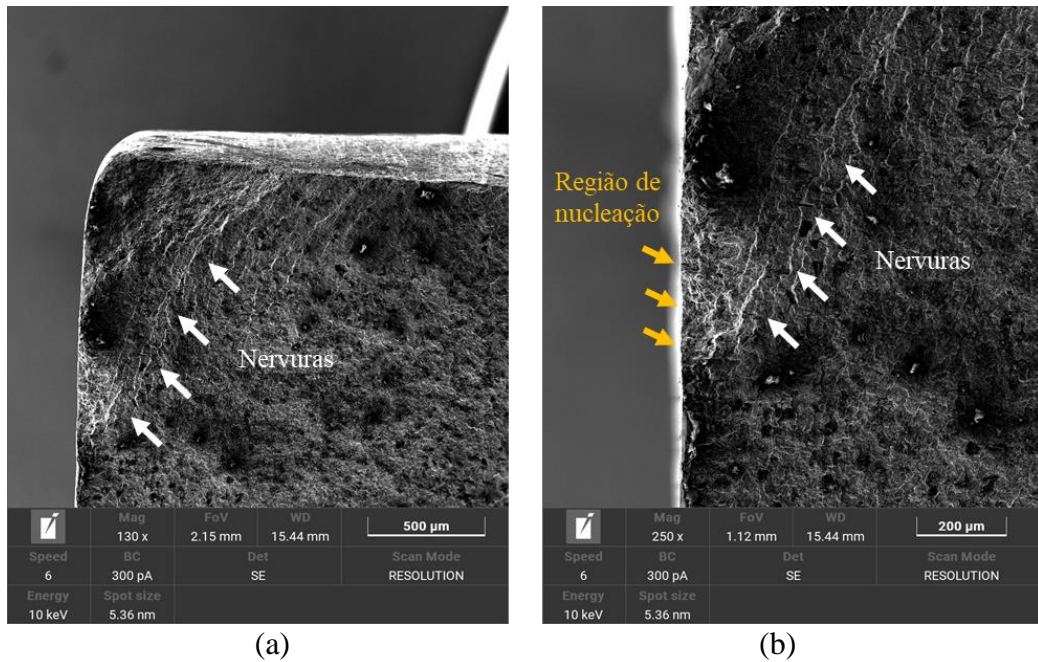 Nervuras
Mag FoV WD
130 x 2.15 mm 15.44 mm 500 µm
Speed BC Det Scan Mode
6 300 pA SE RESOLUTION
Energy Spot size
10 keV 5.36 nm
(a)
Região de
nucleação
Nervuras
Mag FoV WD
250 x 1.12 mm 15.44 mm 200 µm
Speed BC Det Scan Mode
6 300 pA SE RESOLUTION
Energy Spot size
10 keV 5.36 nm
(b)